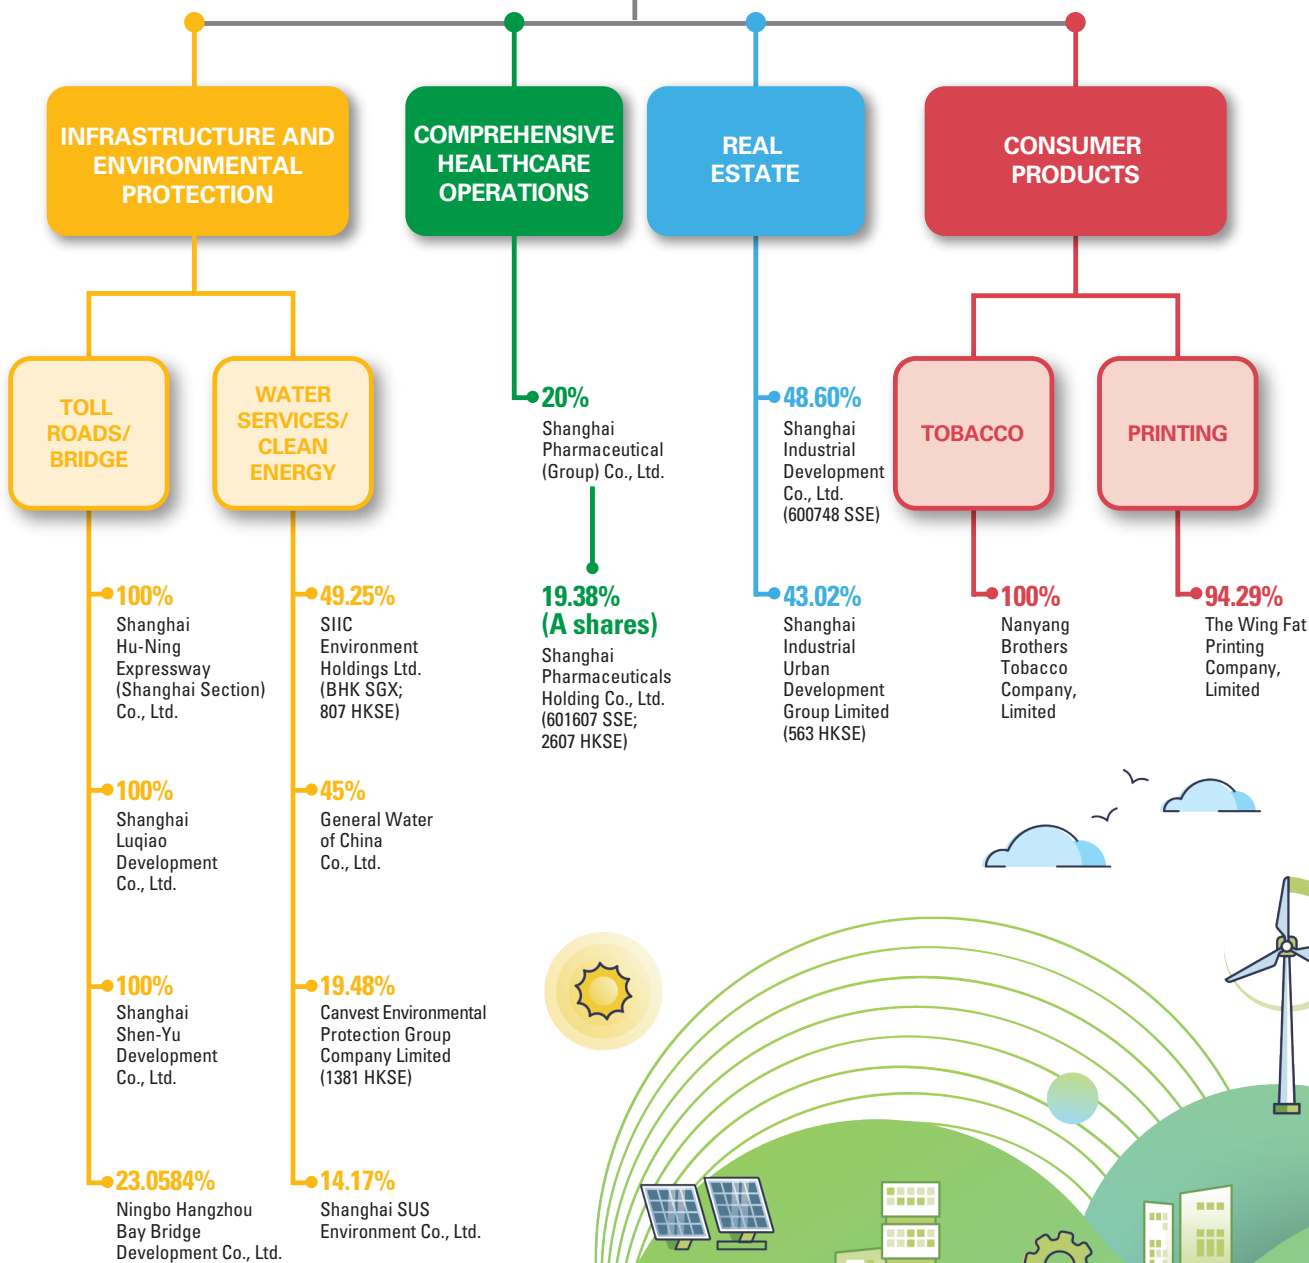 INFRASTRUCTURE AND
ENVIRONMENTAL
PROTECTION
TOLL
ROADS/
BRIDGE
100%
Shanghai
Hu-Ning
Expressway
(Shanghai Section)
Co., Ltd.
100%
Shanghai
Luqiao
Development
Co., Ltd.
100%
Shanghai
Shen-Yu
Development
Co., Ltd.
23.0584%
Ningbo Hangzhou
Bay Bridge
Development Co., Ltd.
WATER
SERVICES/
CLEAN
ENERGY
49.25%
SIIC
Environment
Holdings Ltd.
(BHK SGX;
807 HKSE)
45%
General Water
of China
Co., Ltd.
19.48%
Canvest Environmental
Protection Group
Company Limited
(1381 HKSE)
14.17%
Shanghai SUS
Environment Co., Ltd.
COMPREHENSIVE
HEALTHCARE
OPERATIONS
20%
Shanghai
Pharmaceutical
(Group) Co., Ltd.
19.38%
(A shares)
Shanghai
Pharmaceuticals
Holding Co., Ltd.
(601607 SSE;
2607 HKSE)
REAL
ESTATE
48.60%
Shanghai
Industrial
Development
Co., Ltd.
(600748 SSE)
43.02%
Shanghai
Industrial
Urban
Development
Group Limited
(563 HKSE)
CONSUMER
PRODUCTS
TOBACCO
100%
Nanyang
Brothers
Tobacco
Company,
Limited
PRINTING
94.29%
The Wing Fat
Printing
Company,
Limited